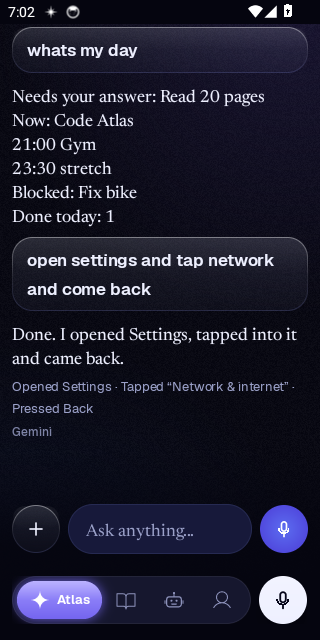 7:02
whats my day
Needs your answer: Read 20 pages
Now: Code Atlas
21:00 Gym
23:30 stretch
Blocked: Fix bike
Done today: 1
open settings and tap network
and come back
Done. I opened Settings, tapped into it
and came back.
Opened Settings · Tapped “Network & internet” ·
Pressed Back
Gemini
Ask anything...
Atlas